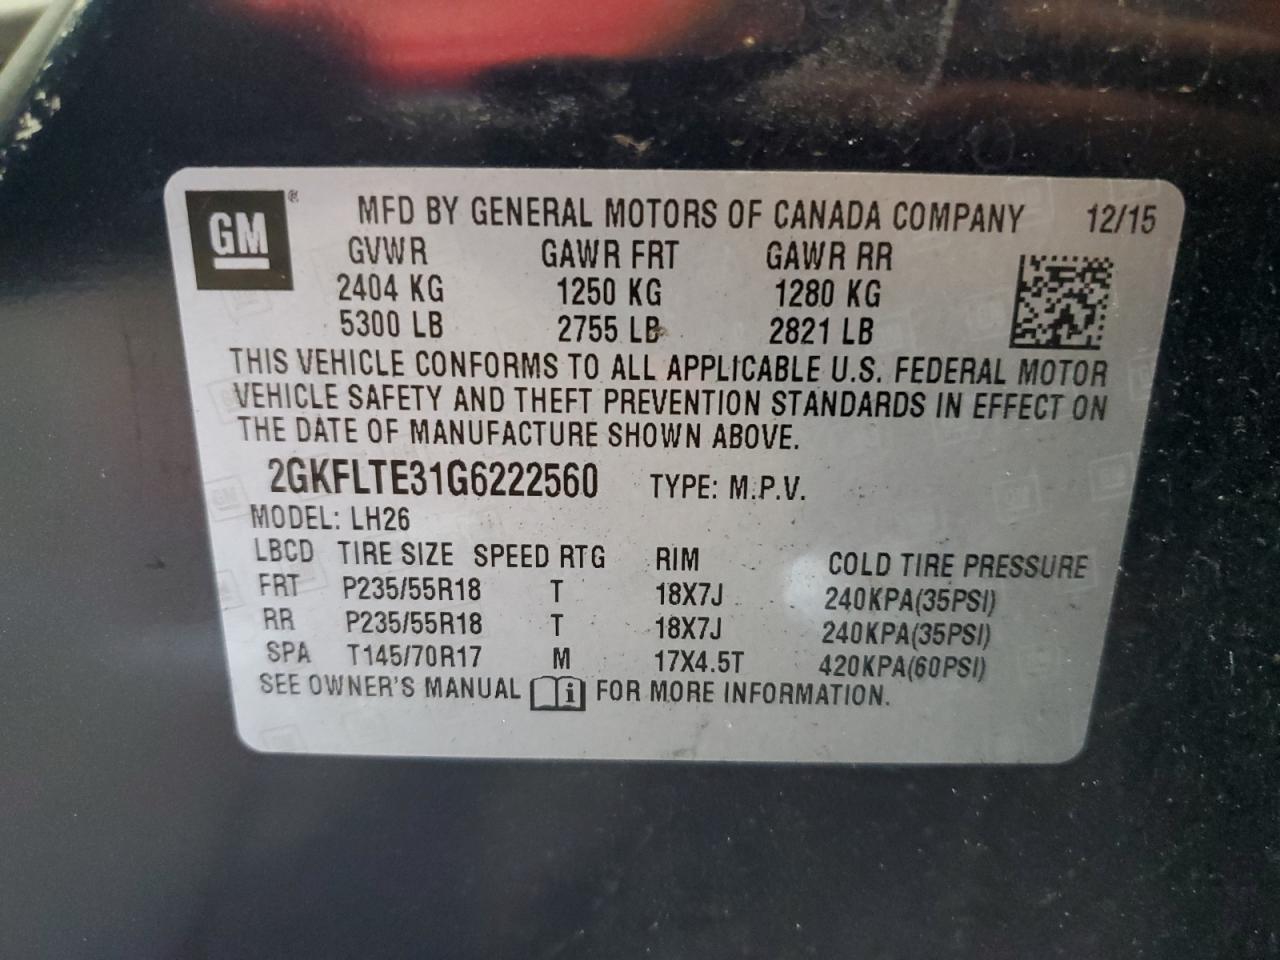 GM ® MFD BY GENERAL MOTORS OF CANADA COMPANY 12/15
GVWR GAWR FRT GAWR RR
2404 KG 1250 KG 1280 KG
5300 LB 2755 LB 2821 LB
THIS VEHICLE CONFORMS TO ALL APPLICABLE U.S. FEDERAL MOTOR
VEHICLE SAFETY AND THEFT PREVENTION STANDARDS IN EFFECT ON
THE DATE OF MANUFACTURE SHOWN ABOVE.
2GKFLTE31G6222560 TYPE: M.P.V.
MODEL: LH26
LBCD TIRE SIZE SPEED RTG RIM COLD TIRE PRESSURE
FRT P235/55R18 T 18X7J 240KPA(35PSI)
RR P235/55R18 T 18X7J 240KPA(35PSI)
SPA T145/70R17 M 17X4.5T 420KPA(60PSI)
SEE OWNER'S MANUAL i FOR MORE INFORMATION.